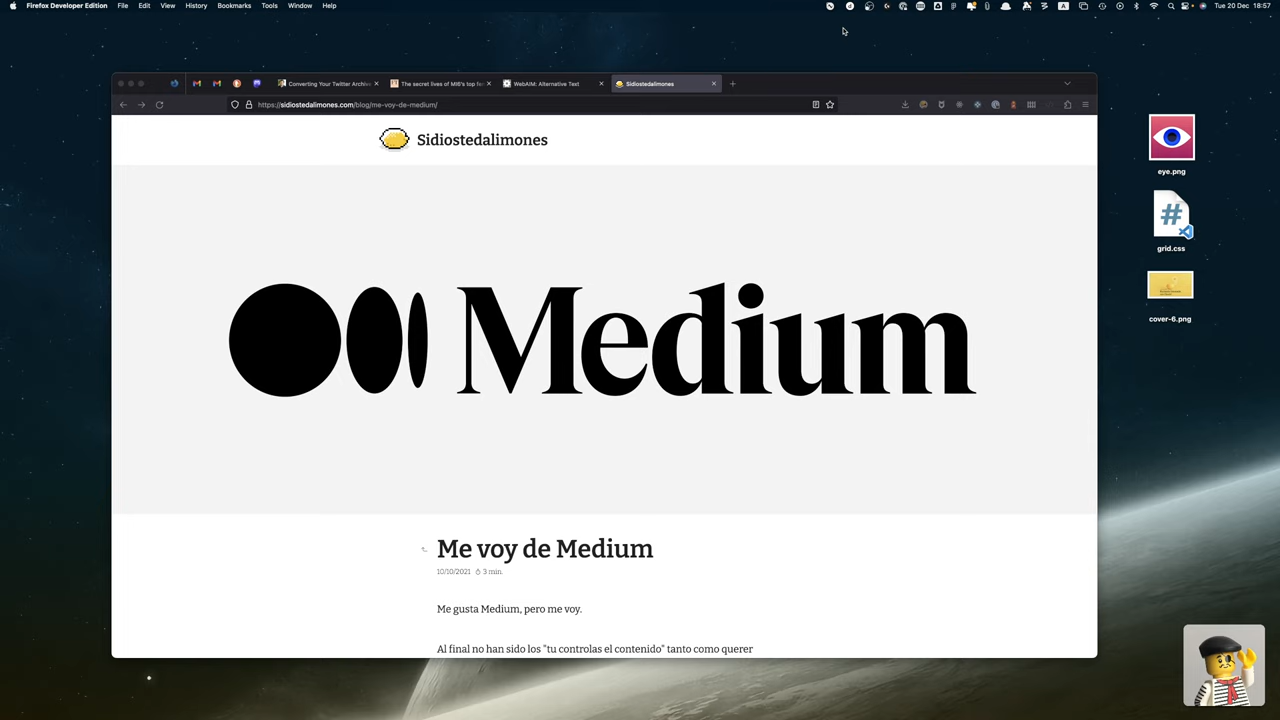 Firefox Developer Edition File Edit View History Bookmarks Tools Window Help Tue 20 Dec 18:57
Converting Your Twitter Archiv The secret lives of MI6's top fe WebAIM: Alternative Text Sidiostedalimones
https://sidiostedalimones.com/blog/me-voy-de-medium/
Sidiostedalimones
Medium
Me voy de Medium
10/10/2021 3 min.
Me gusta Medium, pero me voy.
Al final no han sido los "tu controlas el contenido" tanto como querer
eye.png
#
grid.css
cover-6.png